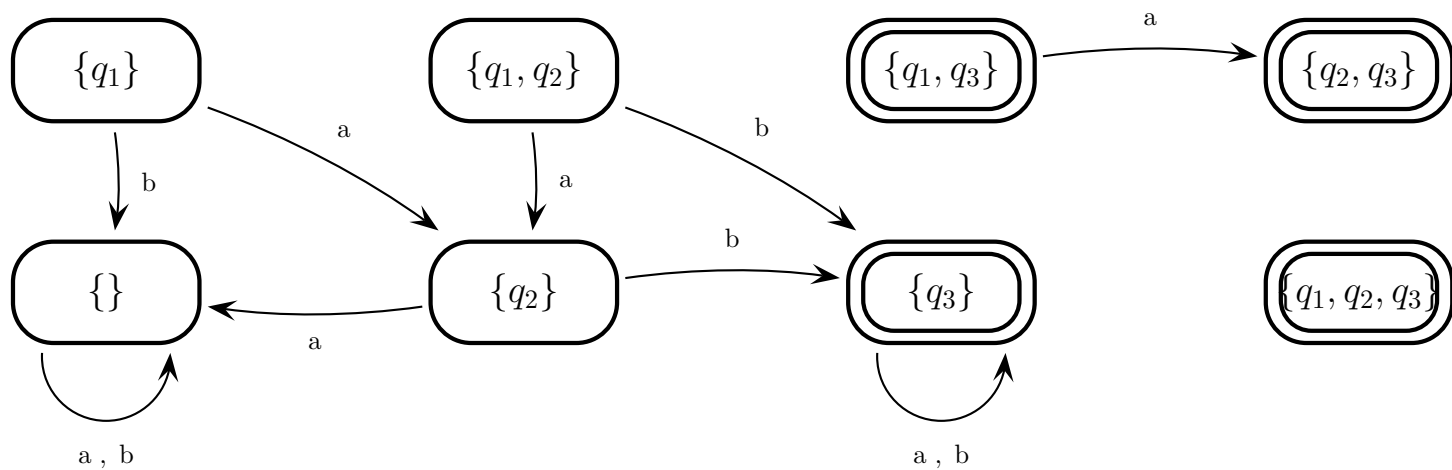 a
{q₁} {q₁, q₂} {q₁, q₃} {q₂, q₃}
a b
b a
b
{} {q₂} {q₃} {q₁, q₂, q₃}
a
a , b a , b